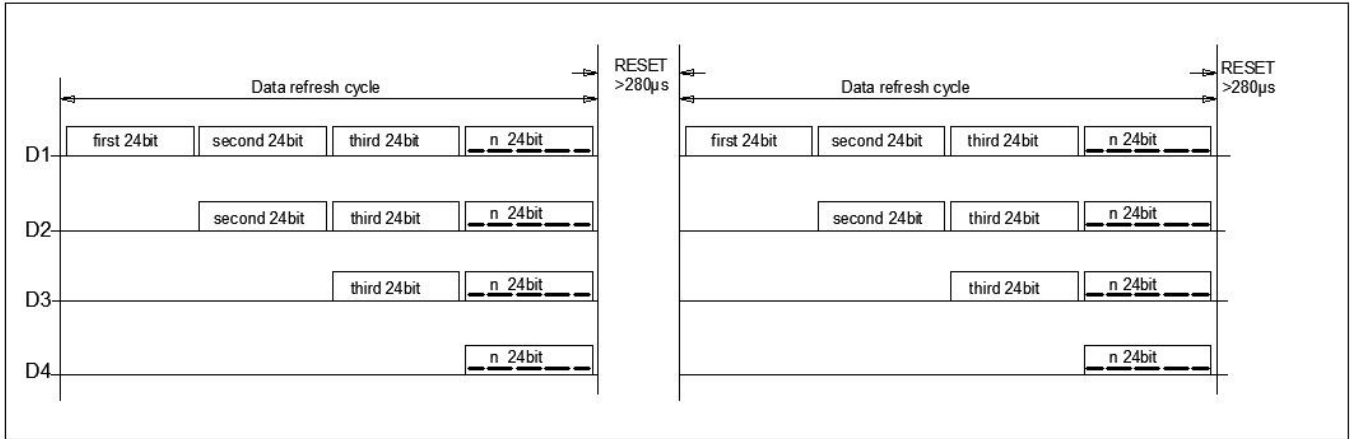 RESET
>280µs
RESET
>280µs
Data refresh cycle
Data refresh cycle
D1
first 24bit
second 24bit
third 24bit
n 24bit
first 24bit
second 24bit
third 24bit
n 24bit
D2
second 24bit
third 24bit
n 24bit
second 24bit
third 24bit
n 24bit
D3
third 24bit
n 24bit
third 24bit
n 24bit
D4
n 24bit
n 24bit